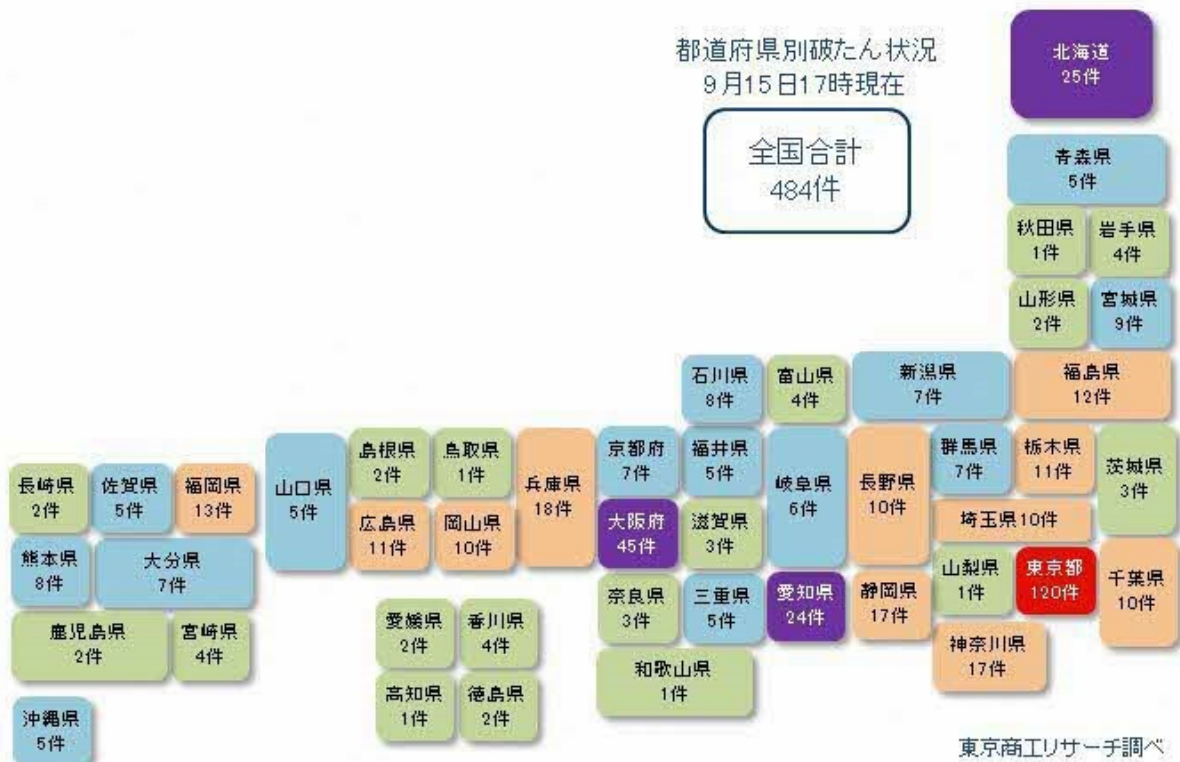 都道府県別破たん状況
9月15日17時現在
全国合計
484件
北海道
25件
青森県
5件
秋田県
1件
岩手県
4件
山形県
2件
宮城県
9件
石川県
8件
富山県
4件
新潟県
7件
福島県
12件
長崎県
2件
佐賀県
5件
福岡県
13件
山口県
5件
島根県
2件
鳥取県
1件
兵庫県
18件
京都府
7件
福井県
5件
岐阜県
6件
長野県
10件
群馬県
7件
栃木県
11件
茨城県
3件
広島県
11件
岡山県
10件
大阪府
45件
滋賀県
3件
埼玉県10件
熊本県
8件
大分県
7件
奈良県
3件
三重県
5件
愛知県
24件
静岡県
17件
山梨県
1件
東京都
120件
千葉県
10件
鹿児島県
2件
宮崎県
4件
愛媛県
2件
香川県
4件
和歌山県
1件
神奈川県
17件
高知県
1件
徳島県
2件
沖縄県
5件
東京商工リサーチ調べ